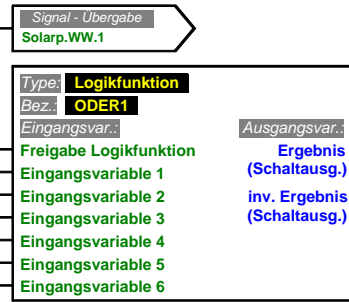 Signal - Übergabe
Solarp.WW.1
Type: Logikfunktion
Bez.: ODER1
Eingangsvar.: Ausgangsvar.:
Freigabe Logikfunktion Ergebnis
Eingangsvariable 1 (Schaltausg.)
Eingangsvariable 2 inv. Ergebnis
Eingangsvariable 3 (Schaltausg.)
Eingangsvariable 4
Eingangsvariable 5
Eingangsvariable 6